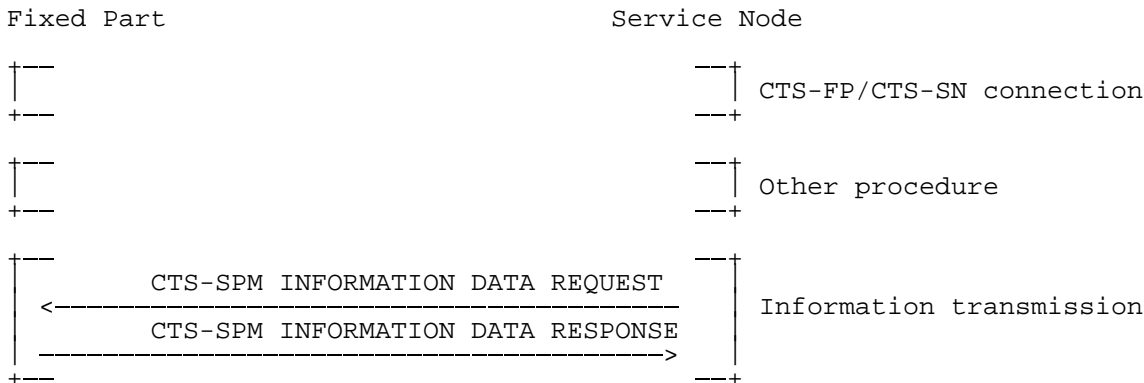 Fixed Part Service Node
CTS-FP/CTS-SN connection
Other procedure
CTS-SPM INFORMATION DATA REQUEST
Information transmission
CTS-SPM INFORMATION DATA RESPONSE